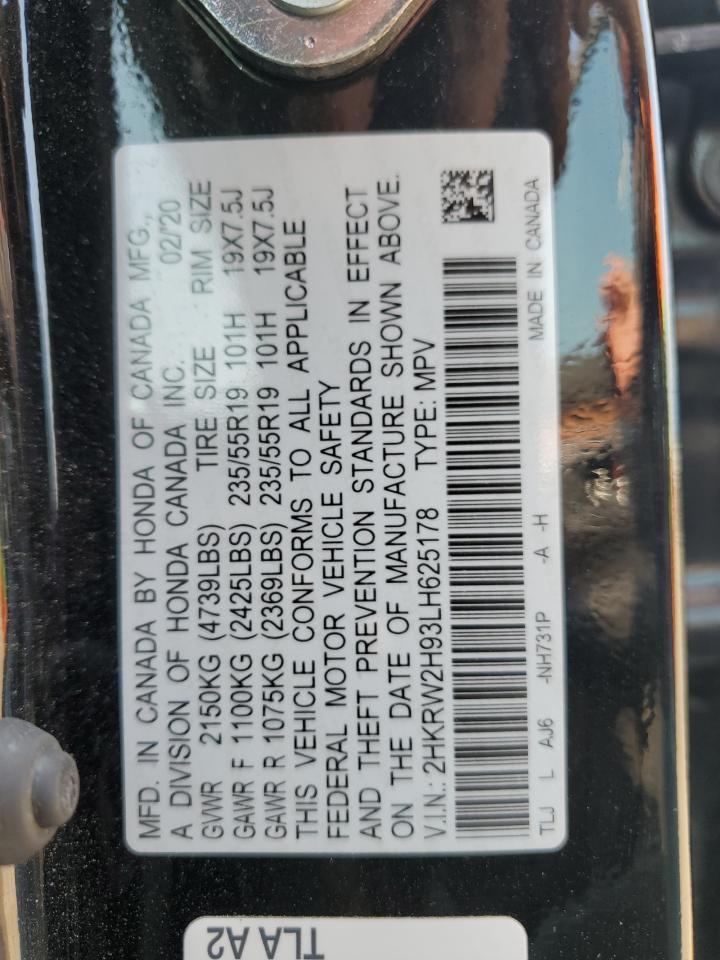 MFD. IN CANADA BY HONDA OF CANADA MFG.,
A DIVISION OF HONDA CANADA INC. 02/'20
GVWR 2150KG (4739LBS) TIRE SIZE RIM SIZE
GAWR F 1100KG (2425LBS) 235/55R19 101H 19X7.5J
GAWR R 1075KG (2369LBS) 235/55R19 101H 19X7.5J
THIS VEHICLE CONFORMS TO ALL APPLICABLE
FEDERAL MOTOR VEHICLE SAFETY
AND THEFT PREVENTION STANDARDS IN EFFECT
ON THE DATE OF MANUFACTURE SHOWN ABOVE.
V.I.N.: 2HKRW2H93LH625178 TYPE: MPV
TLJ L AJ6 -NH731P -A -H MADE IN CANADA
TLA A2